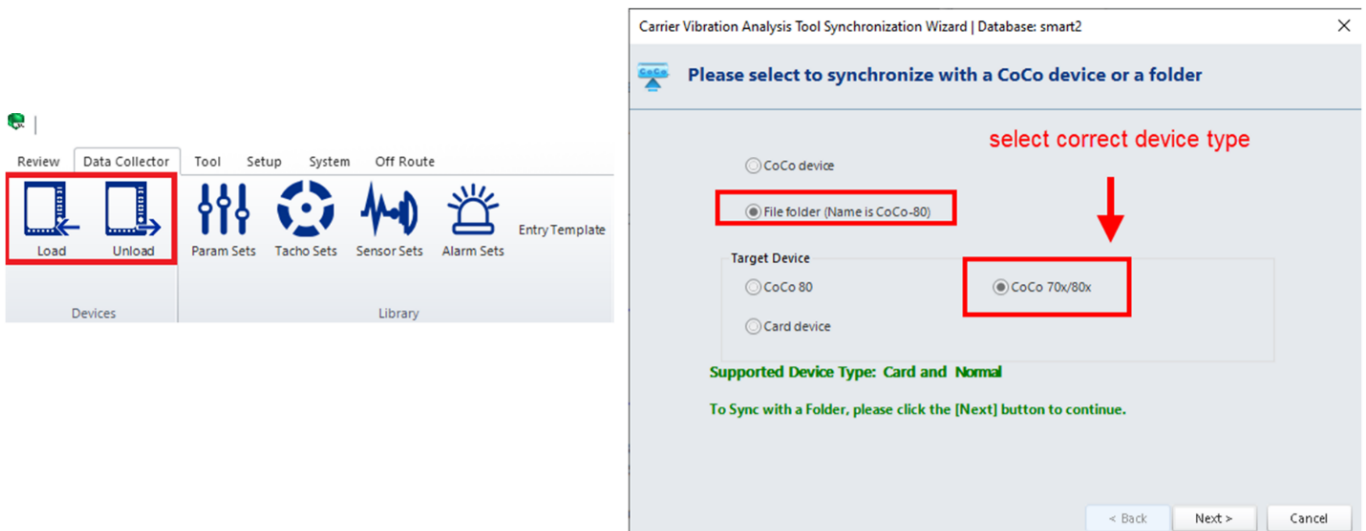 Review Data Collector Tool Setup System Off Route
Load Unload Param Sets Tacho Sets Sensor Sets Alarm Sets Entry Template
Devices Library
Carrier Vibration Analysis Tool Synchronization Wizard | Database: smart2
CoCo
Please select to synchronize with a CoCo device or a folder
select correct device type
CoCo device
File folder (Name is CoCo-80)
Target Device
CoCo 80 CoCo 70x/80x
Card device
Supported Device Type: Card and Normal
To Sync with a Folder, please click the [Next] button to continue.
< Back Next > Cancel